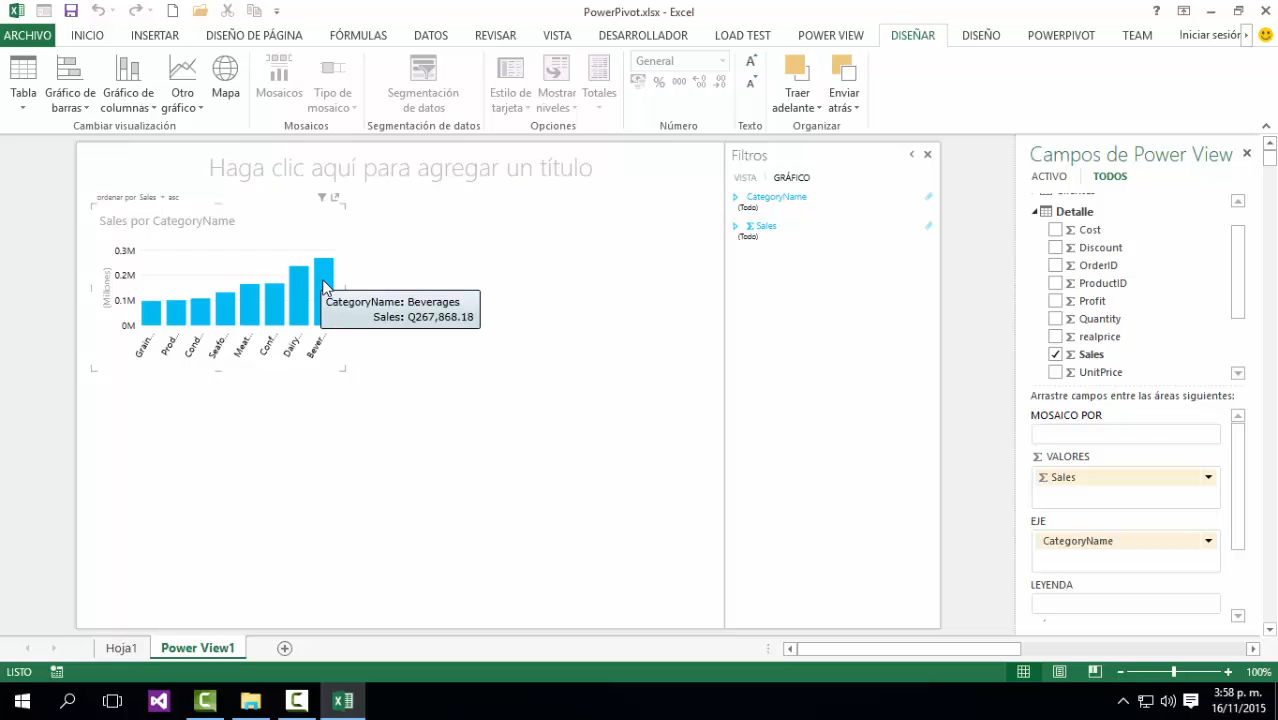 PowerPivot.xlsx - Excel
ARCHIVO INICIO INSERTAR DISEÑO DE PÁGINA FÓRMULAS DATOS REVISAR VISTA DESARROLLADOR LOAD TEST POWER VIEW DISEÑAR DISEÑO POWERPIVOT TEAM Iniciar sesión
Tabla
Gráfico de barras
Gráfico de columnas
Otro gráfico
Mapa
Mosaicos
Tipo de mosaico
Segmentación de datos
Estilo de tarjeta
Mostrar niveles
Totales
General
% 000
Traer adelante
Enviar atrás
Cambiar visualización
Mosaicos
Segmentación de datos
Opciones
Número
Texto
Organizar
Haga clic aquí para agregar un título
ordenar por Sales asc
Sales por CategoryName
(Millones)
0.3M
0.2M
0.1M
0M
Grain...
Prod...
Cond...
Seafo...
Meat...
Conf...
Dairy...
Bever...
CategoryName: Beverages
Sales: Q267,868.18
Filtros
VISTA GRÁFICO
CategoryName
(Todo)
Σ Sales
(Todo)
Campos de Power View
ACTIVO TODOS
Detalle
Σ Cost
Σ Discount
Σ OrderID
Σ ProductID
Σ Profit
Σ Quantity
Σ realprice
Σ Sales
Σ UnitPrice
Arrastre campos entre las áreas siguientes:
MOSAICO POR
Σ VALORES
Σ Sales
EJE
CategoryName
LEYENDA
Hoja1 Power View1
LISTO
100%
3:58 p. m.
16/11/2015